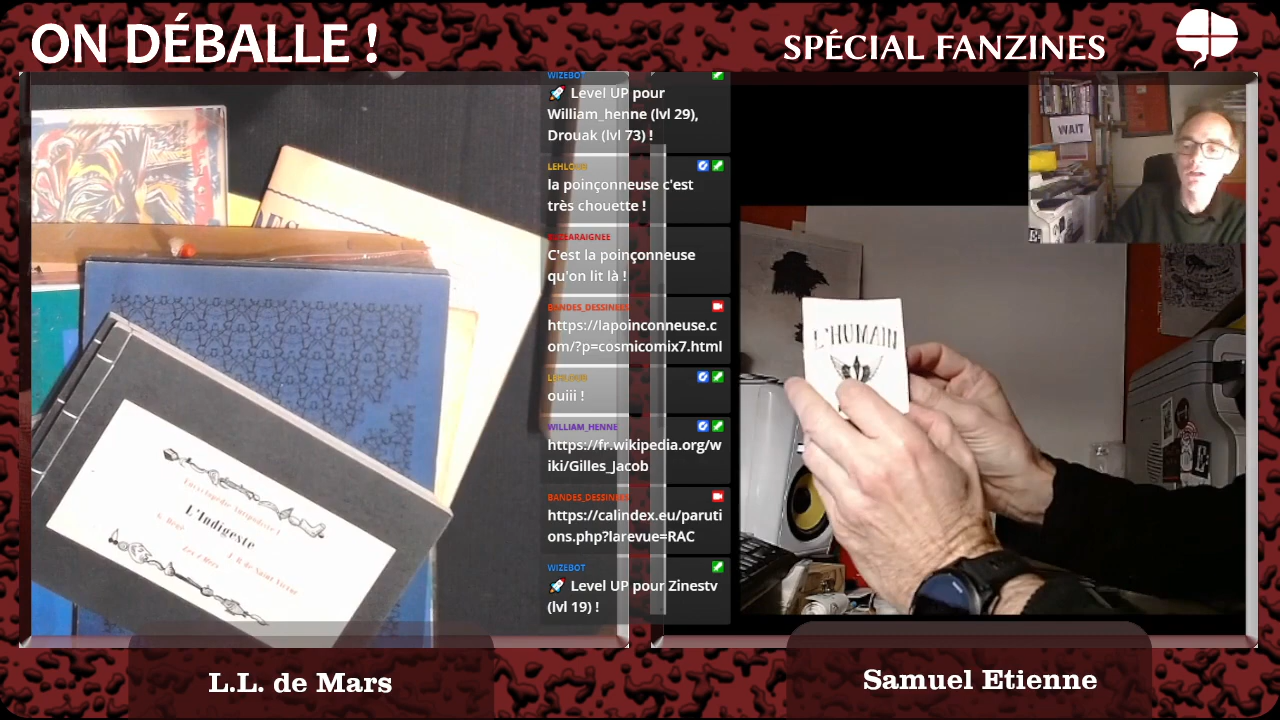 ON DÉBALLE !
SPÉCIAL FANZINES
WIZEBOT
🚀 Level UP pour
William_henne (lvl 29),
Drouak (lvl 73) !
la poinçonneuse c'est
très chouette !
C'est la poinçonneuse
qu'on lit là !
BANDES_DESSINEES
https://lapoinconneuse.c
om/?p=cosmicomix7.html
ouiii !
WILLIAM_HENNE
https://fr.wikipedia.org/w
iki/Gilles_Jacob
BANDES_DESSINEES
https://calindex.eu/paruti
ons.php?larevue=RAC
WIZEBOT
🚀 Level UP pour Zinestv
(lvl 19) !
WAIT
L'HUMAIN
L'Indigeste
L.L. de Mars
Samuel Etienne